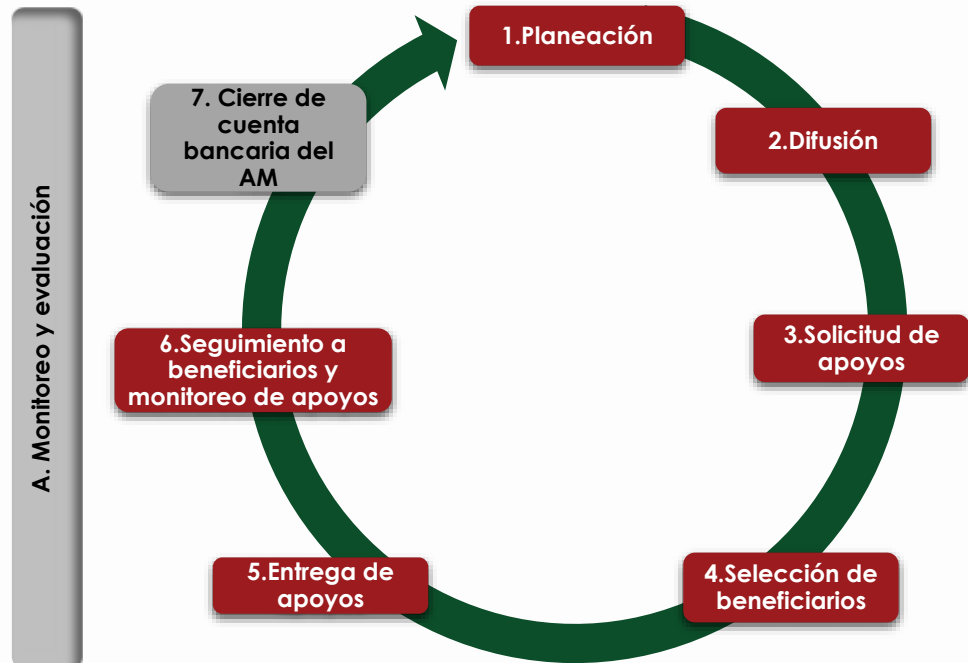 A. Monitoreo y evaluación
1.Planeación
2.Difusión
3.Solicitud de
apoyos
4.Selección de
beneficiarios
5.Entrega de
apoyos
6.Seguimiento a
beneficiarios y
monitoreo de apoyos
7. Cierre de
cuenta
bancaria del
AM